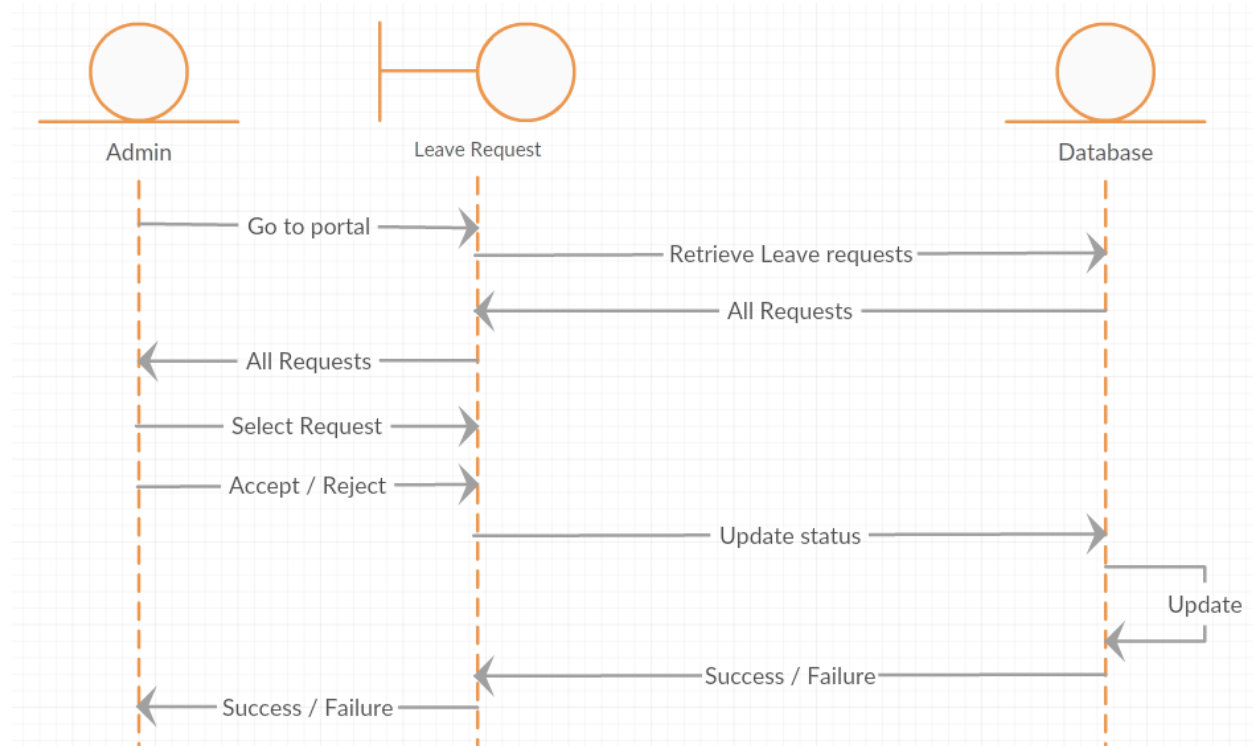 Admin
Leave Request
Database
Go to portal
Retrieve Leave requests
All Requests
All Requests
Select Request
Accept / Reject
Update status
Update
Success / Failure
Success / Failure